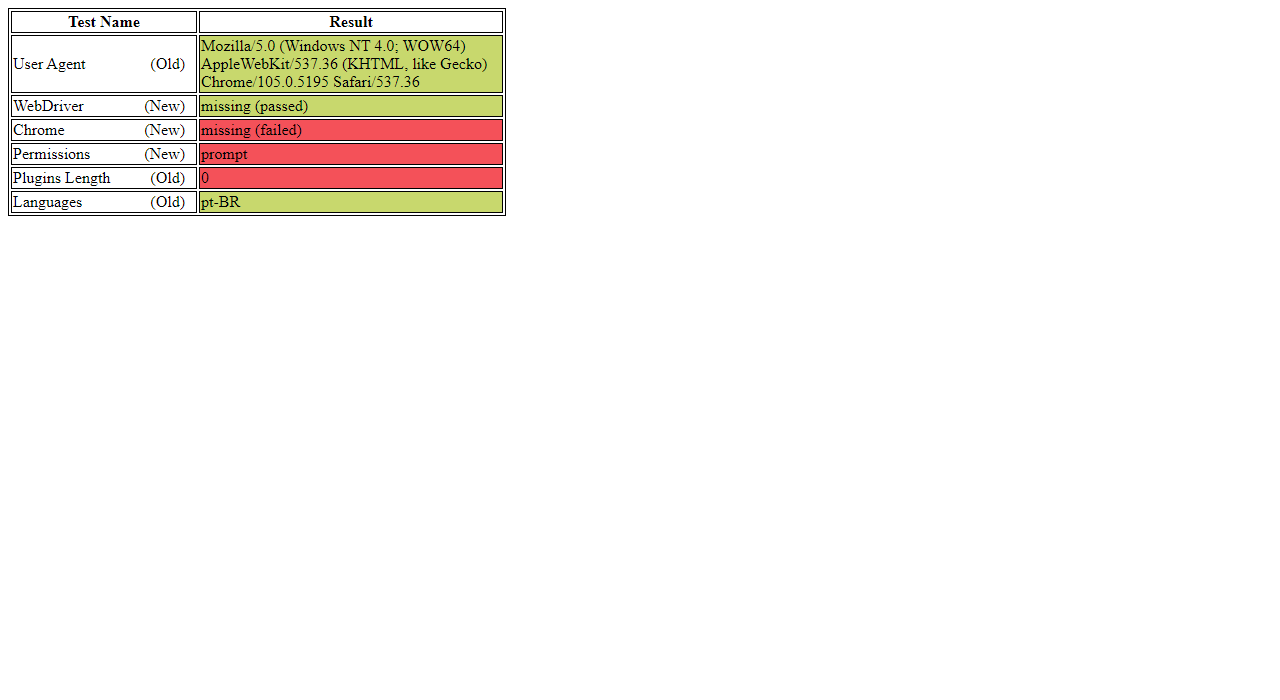 Test Name Result
User Agent (Old) Mozilla/5.0 (Windows NT 4.0; WOW64)
AppleWebKit/537.36 (KHTML, like Gecko)
Chrome/105.0.5195 Safari/537.36
WebDriver (New) missing (passed)
Chrome (New) missing (failed)
Permissions (New) prompt
Plugins Length (Old) 0
Languages (Old) pt-BR